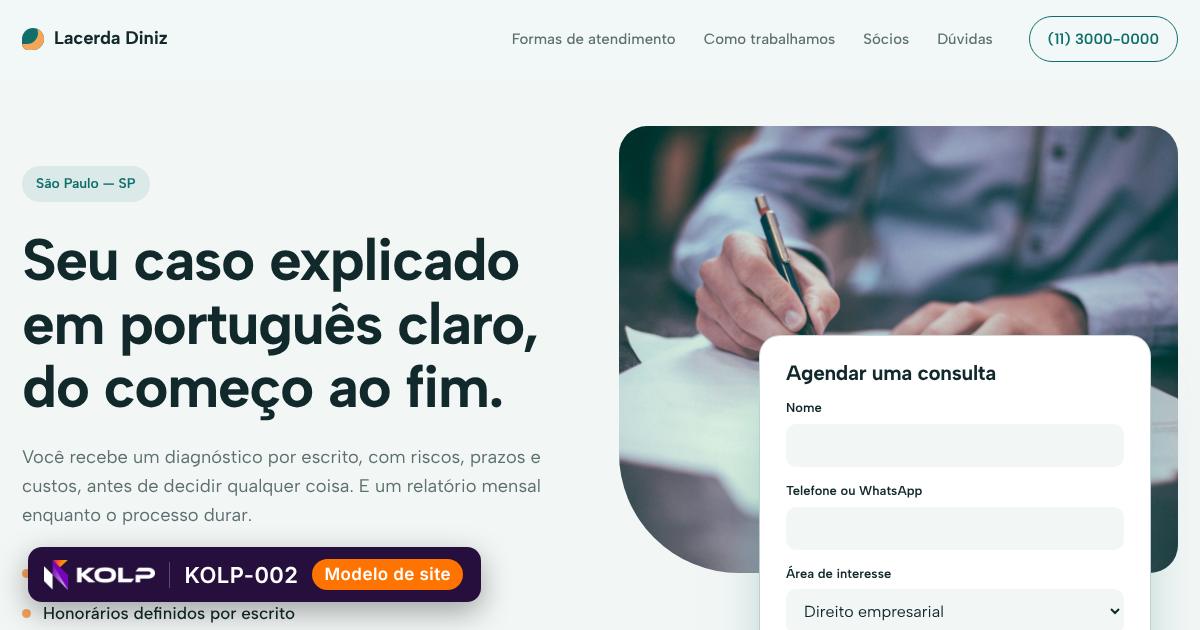 Lacerda Diniz
Formas de atendimento
Como trabalhamos
Sócios
Dúvidas
(11) 3000-0000
São Paulo — SP
Seu caso explicado
em português claro,
do começo ao fim.
Você recebe um diagnóstico por escrito, com riscos, prazos e
custos, antes de decidir qualquer coisa. E um relatório mensal
enquanto o processo durar.
KOLP
KOLP-002
Modelo de site
Honorários definidos por escrito
Agendar uma consulta
Nome
Telefone ou WhatsApp
Área de interesse
Direito empresarial